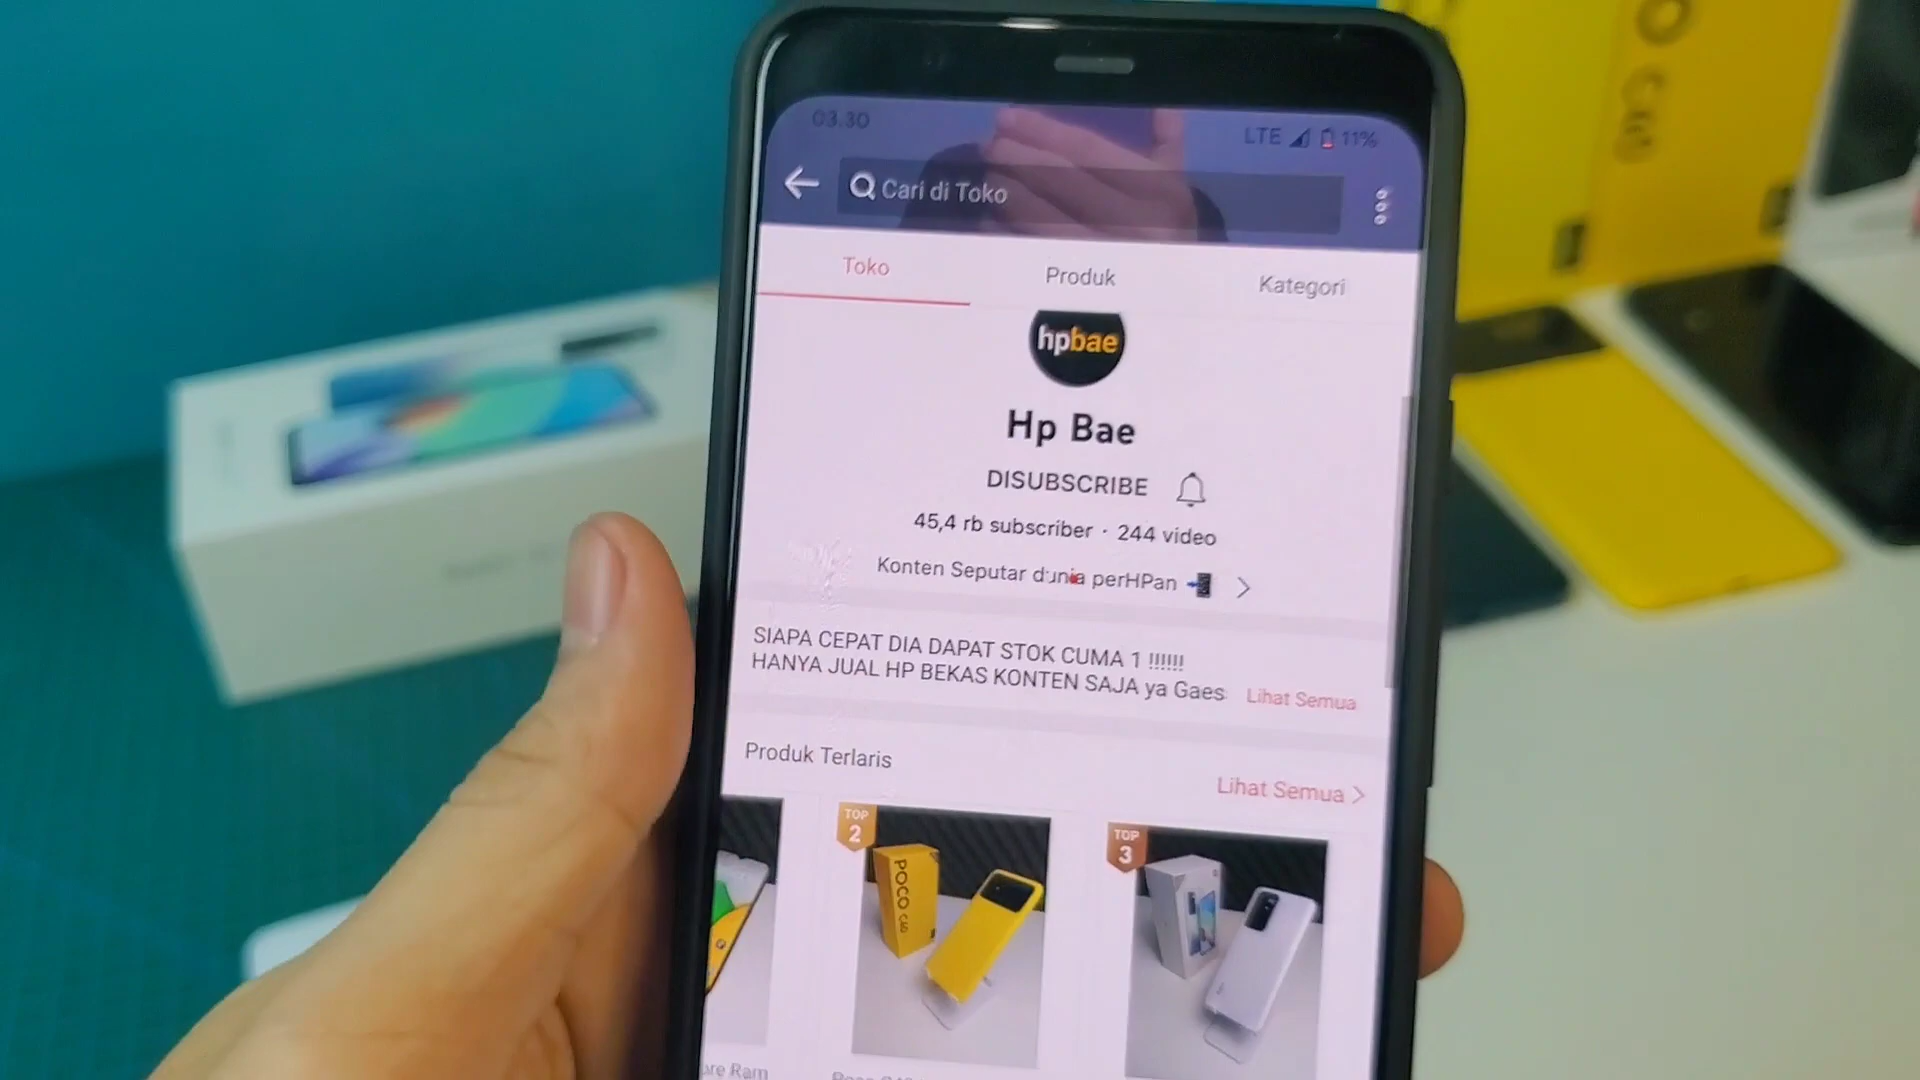 03.30
LTE 11%
Cari di Toko
Toko Produk Kategori
hpbae
Hp Bae
DISUBSCRIBE
45,4 rb subscriber · 244 video
Konten Seputar dunia perHPan
SIAPA CEPAT DIA DAPAT STOK CUMA 1 !!!!!!
HANYA JUAL HP BEKAS KONTEN SAJA ya Gaes
Lihat Semua
Produk Terlaris
Lihat Semua
TOP
2
TOP
3
POCO C40
Ram